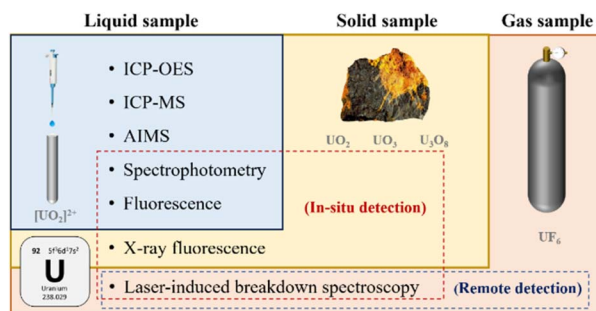 Liquid sample
Solid sample
Gas sample
• ICP-OES
• ICP-MS
• AIMS
• Spectrophotometry
• Fluorescence
[UO₂]²⁺
UO₂ UO₃ U₃O₈
(In-situ detection)
UF₆
• X-ray fluorescence
92 5f³6d¹7s²
U
Uranium
238.029
• Laser-induced breakdown spectroscopy
(Remote detection)